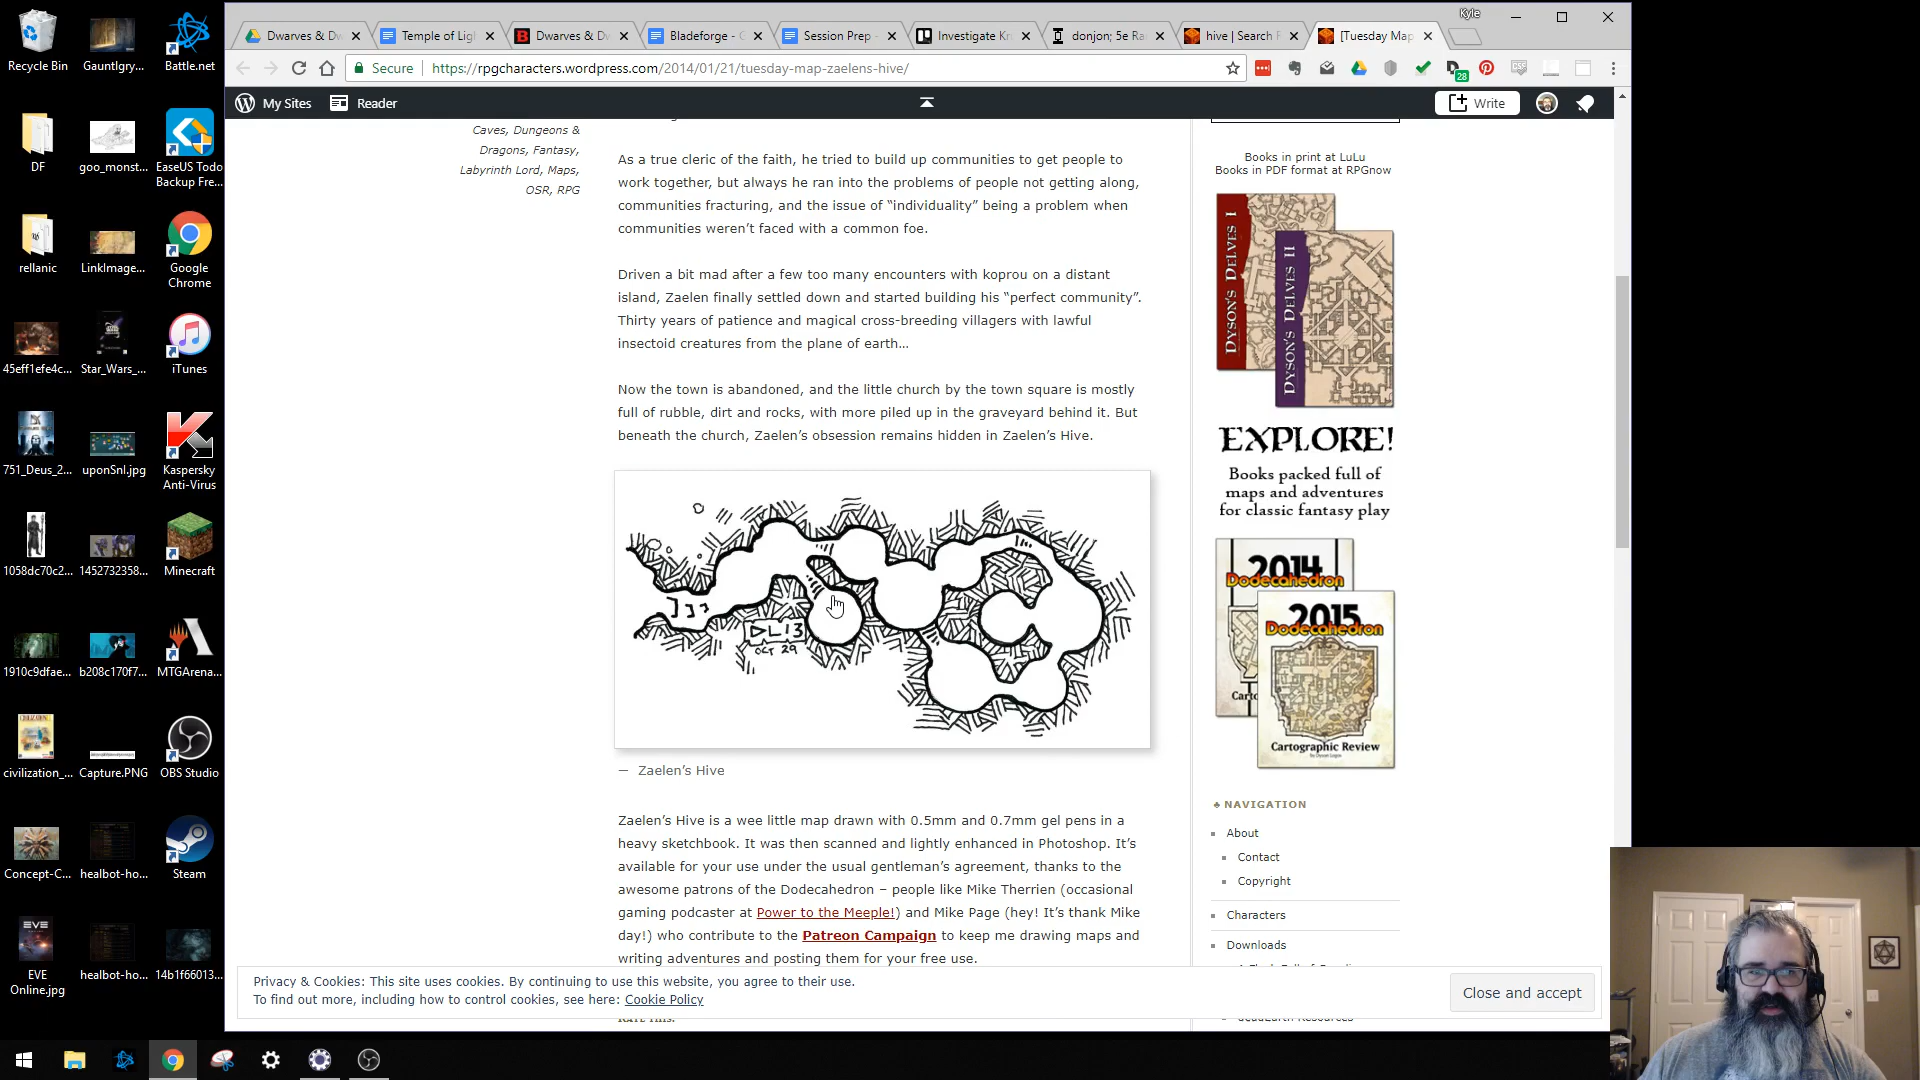 Kyle
Dwarves & Dw
Temple of Ligh
Dwarves & Dw
Bladeforge - G
Session Prep -
Investigate Kr
donjon; 5e Ra
hive | Search R
[Tuesday Map
Secure
https://rpgcharacters.wordpress.com/2014/01/21/tuesday-map-zaelens-hive/
28
My Sites
Reader
Write
Recycle Bin
Gauntlgry...
Battle.net
DF
goo_monst...
EaseUS Todo
Backup Fre...
rellanic
LinkImage...
Google
Chrome
45eff1efe4c...
Star_Wars_...
iTunes
751_Deus_2...
uponSnl.jpg
Kaspersky
Anti-Virus
1058dc70c2...
1452732358...
Minecraft
1910c9dfae...
b208c170f7...
MTGArena...
civilization_...
Capture.PNG
OBS Studio
Concept-C...
healbot-ho...
Steam
EVE
EVE
Online.jpg
healbot-ho...
14b1f66013...
Caves, Dungeons &
Dragons, Fantasy,
Labyrinth Lord, Maps,
OSR, RPG
As a true cleric of the faith, he tried to build up communities to get people to
work together, but always he ran into the problems of people not getting along,
communities fracturing, and the issue of “individuality” being a problem when
communities weren’t faced with a common foe.
Driven a bit mad after a few too many encounters with koprou on a distant
island, Zaelen finally settled down and started building his “perfect community”.
Thirty years of patience and magical cross-breeding villagers with lawful
insectoid creatures from the plane of earth…
Now the town is abandoned, and the little church by the town square is mostly
full of rubble, dirt and rocks, with more piled up in the graveyard behind it. But
beneath the church, Zaelen’s obsession remains hidden in Zaelen’s Hive.
DL13
OCT 29
— Zaelen’s Hive
Zaelen’s Hive is a wee little map drawn with 0.5mm and 0.7mm gel pens in a
heavy sketchbook. It was then scanned and lightly enhanced in Photoshop. It’s
available for your use under the usual gentleman’s agreement, thanks to the
awesome patrons of the Dodecahedron – people like Mike Therrien (occasional
gaming podcaster at Power to the Meeple!) and Mike Page (hey! It’s thank Mike
day!) who contribute to the Patreon Campaign to keep me drawing maps and
writing adventures and posting them for your free use.
Books in print at LuLu
Books in PDF format at RPGnow
DYSON'S DELVES I
DYSON'S DELVES II
EXPLORE!
Books packed full of
maps and adventures
for classic fantasy play
2014
Dodecahedron
2015
Dodecahedron
Cartographic Review
NAVIGATION
About
Contact
Copyright
Characters
Downloads
Privacy & Cookies: This site uses cookies. By continuing to use this website, you agree to their use.
To find out more, including how to control cookies, see here: Cookie Policy
Close and accept